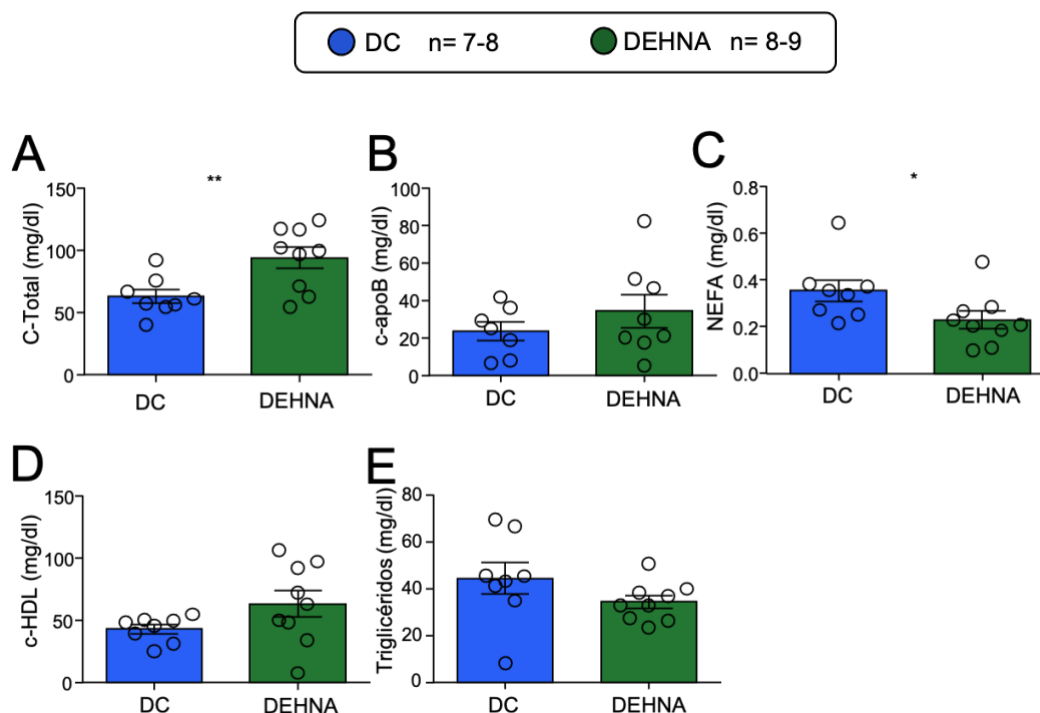 DC n= 7-8 DEHNA n= 8-9
A
**
C-Total (mg/dl)
150
100
50
0
DC DEHNA
B
c-apoB (mg/dl)
100
80
60
40
20
0
DC DEHNA
C
*
NEFA (mg/dl)
0.8
0.6
0.4
0.2
0.0
DC DEHNA
D
c-HDL (mg/dl)
150
100
50
0
DC DEHNA
E
Triglicéridos (mg/dl)
80
60
40
20
0
DC DEHNA